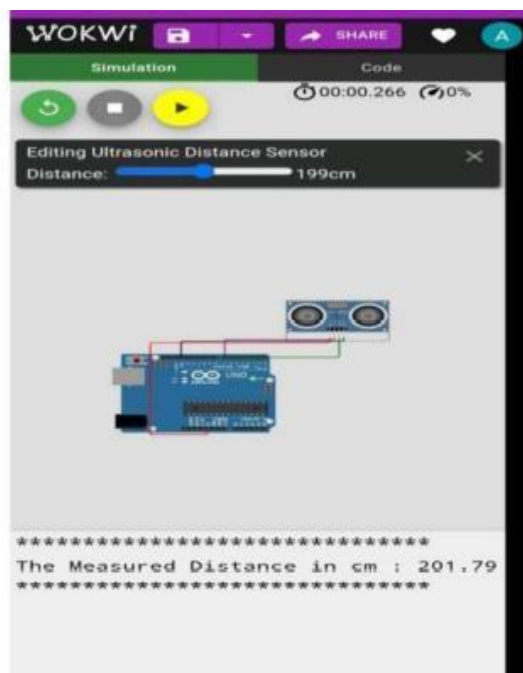 WOKWI SHARE A
Simulation Code
00:00.266 0%
Editing Ultrasonic Distance Sensor
Distance: 199cm
UNO
*******************************
The Measured Distance in cm : 201.79
*******************************